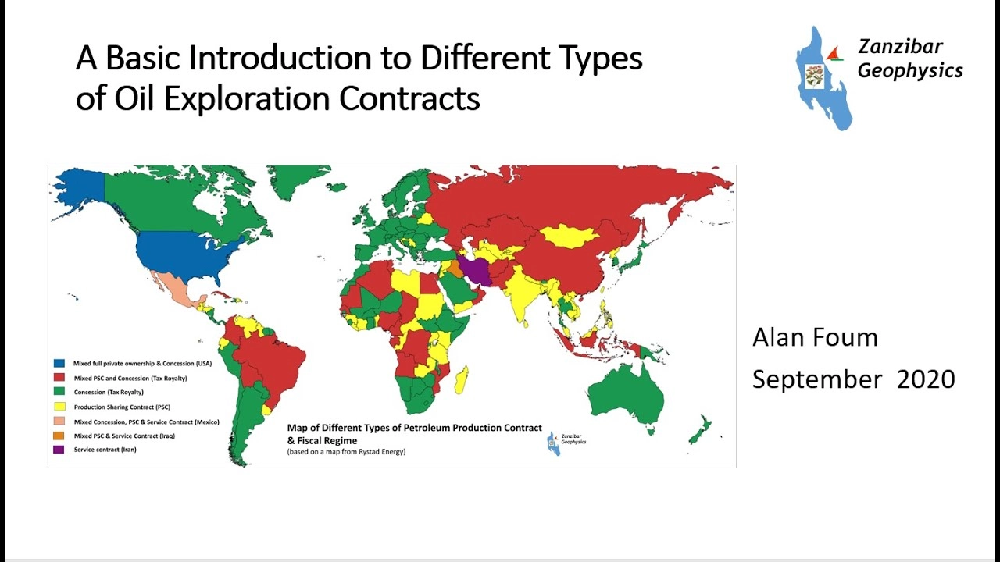 A Basic Introduction to Different Types
of Oil Exploration Contracts
Zanzibar
Geophysics
Mixed full private ownership & Concession (USA)
Mixed PSC and Concession (Tax Royalty)
Concession (Tax Royalty)
Production Sharing Contract (PSC)
Mixed Concession, PSC & Service Contract (Mexico)
Mixed PSC & Service Contract (Iraq)
Service contract (Iran)
Map of Different Types of Petroleum Production Contract
& Fiscal Regime
(based on a map from Rystad Energy)
Zanzibar
Geophysics
Alan Foum
September 2020